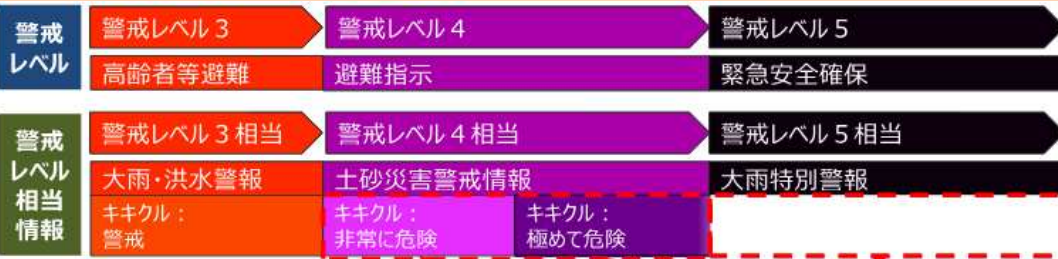 警戒
レベル
警戒レベル３
警戒レベル４
警戒レベル５
高齢者等避難
避難指示
緊急安全確保
警戒
レベル
相当
情報
警戒レベル３相当
警戒レベル４相当
警戒レベル５相当
大雨・洪水警報
土砂災害警戒情報
大雨特別警報
キキクル：
警戒
キキクル：
非常に危険
キキクル：
極めて危険